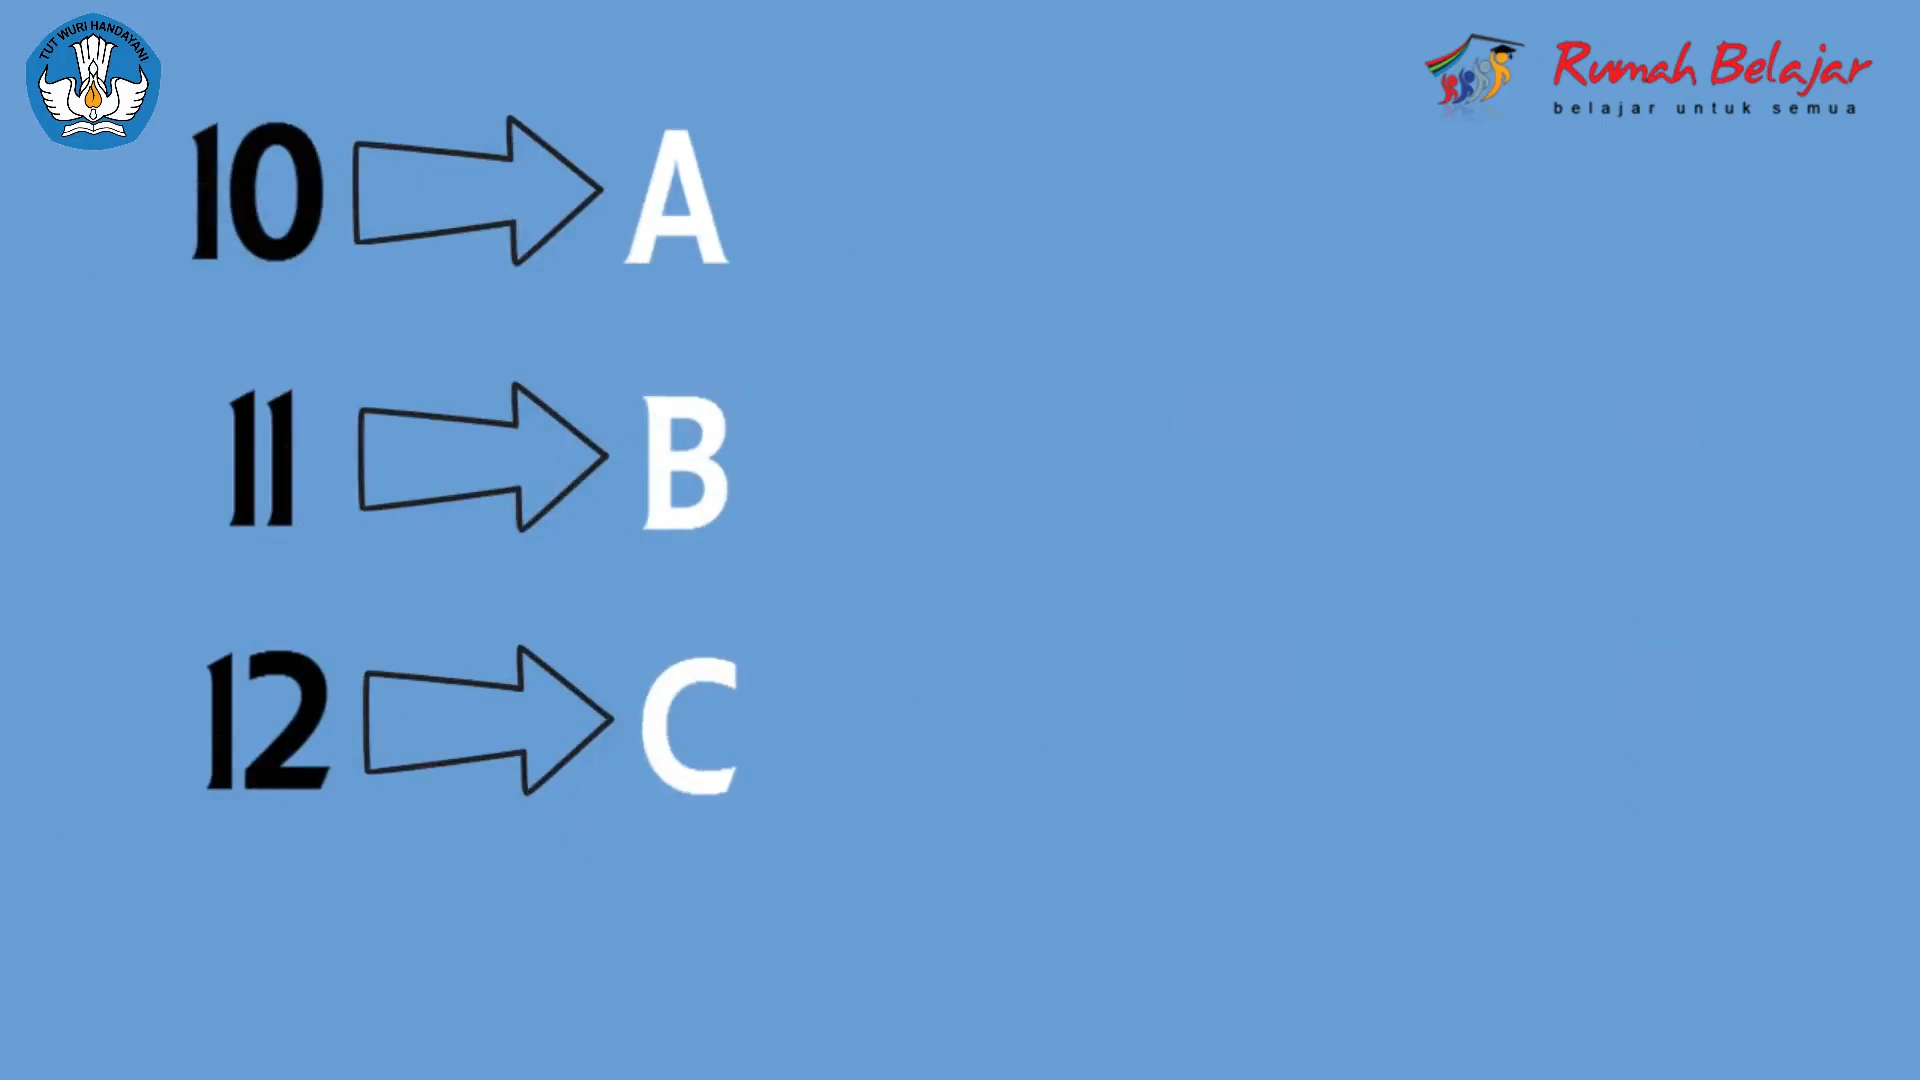 TUT WURI HANDAYANI
Rumah Belajar
belajar untuk semua
10 A
11 B
12 C